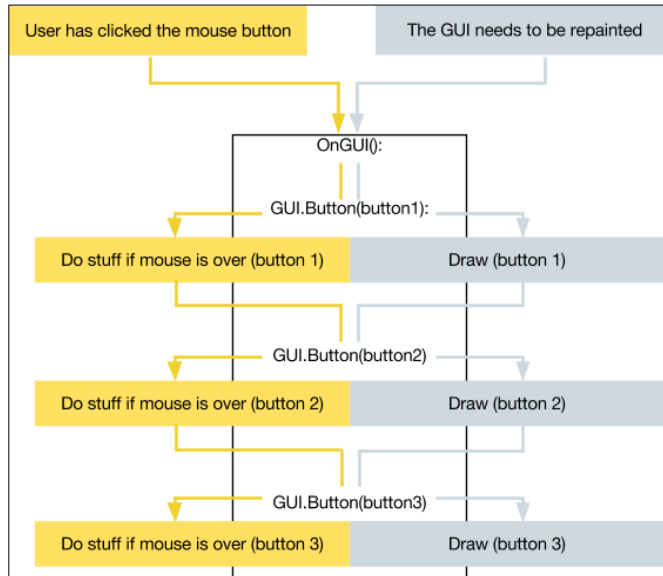 User has clicked the mouse button
The GUI needs to be repainted
OnGUI():
GUI.Button(button1):
Do stuff if mouse is over (button 1)
Draw (button 1)
GUI.Button(button2)
Do stuff if mouse is over (button 2)
Draw (button 2)
GUI.Button(button3)
Do stuff if mouse is over (button 3)
Draw (button 3)